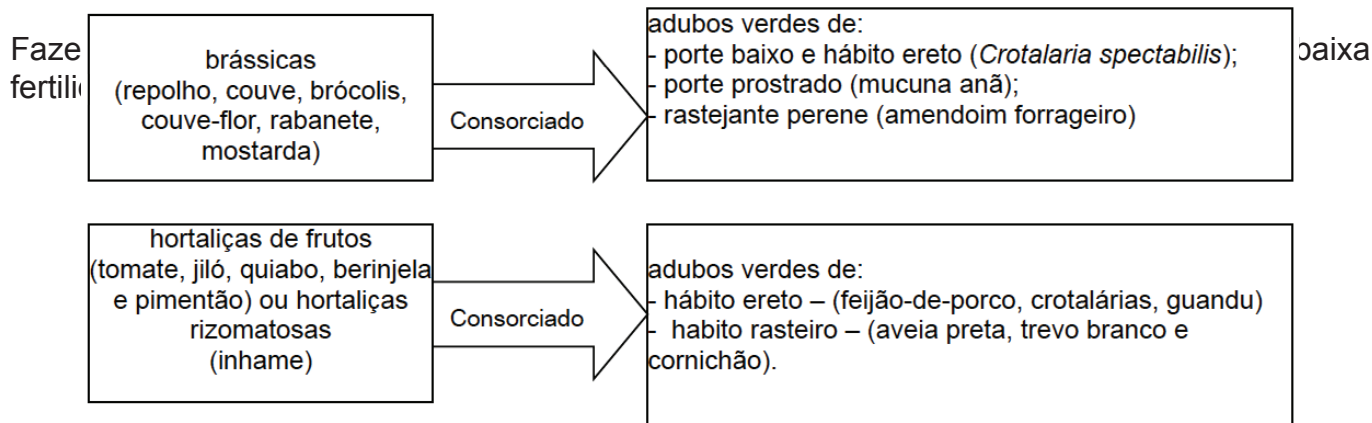 brássicas
(repolho, couve, brócolis,
couve-flor, rabanete,
mostarda)
Consorciado
adubos verdes de:
- porte baixo e hábito ereto (Crotalaria spectabilis);
- porte prostrado (mucuna anã);
- rastejante perene (amendoim forrageiro)
baixa
hortaliças de frutos
(tomate, jiló, quiabo, berinjela
e pimentão) ou hortaliças
rizomatosas
(inhame)
Consorciado
adubos verdes de:
- hábito ereto – (feijão-de-porco, crotalárias, guandu)
- habito rasteiro – (aveia preta, trevo branco e
cornichão).